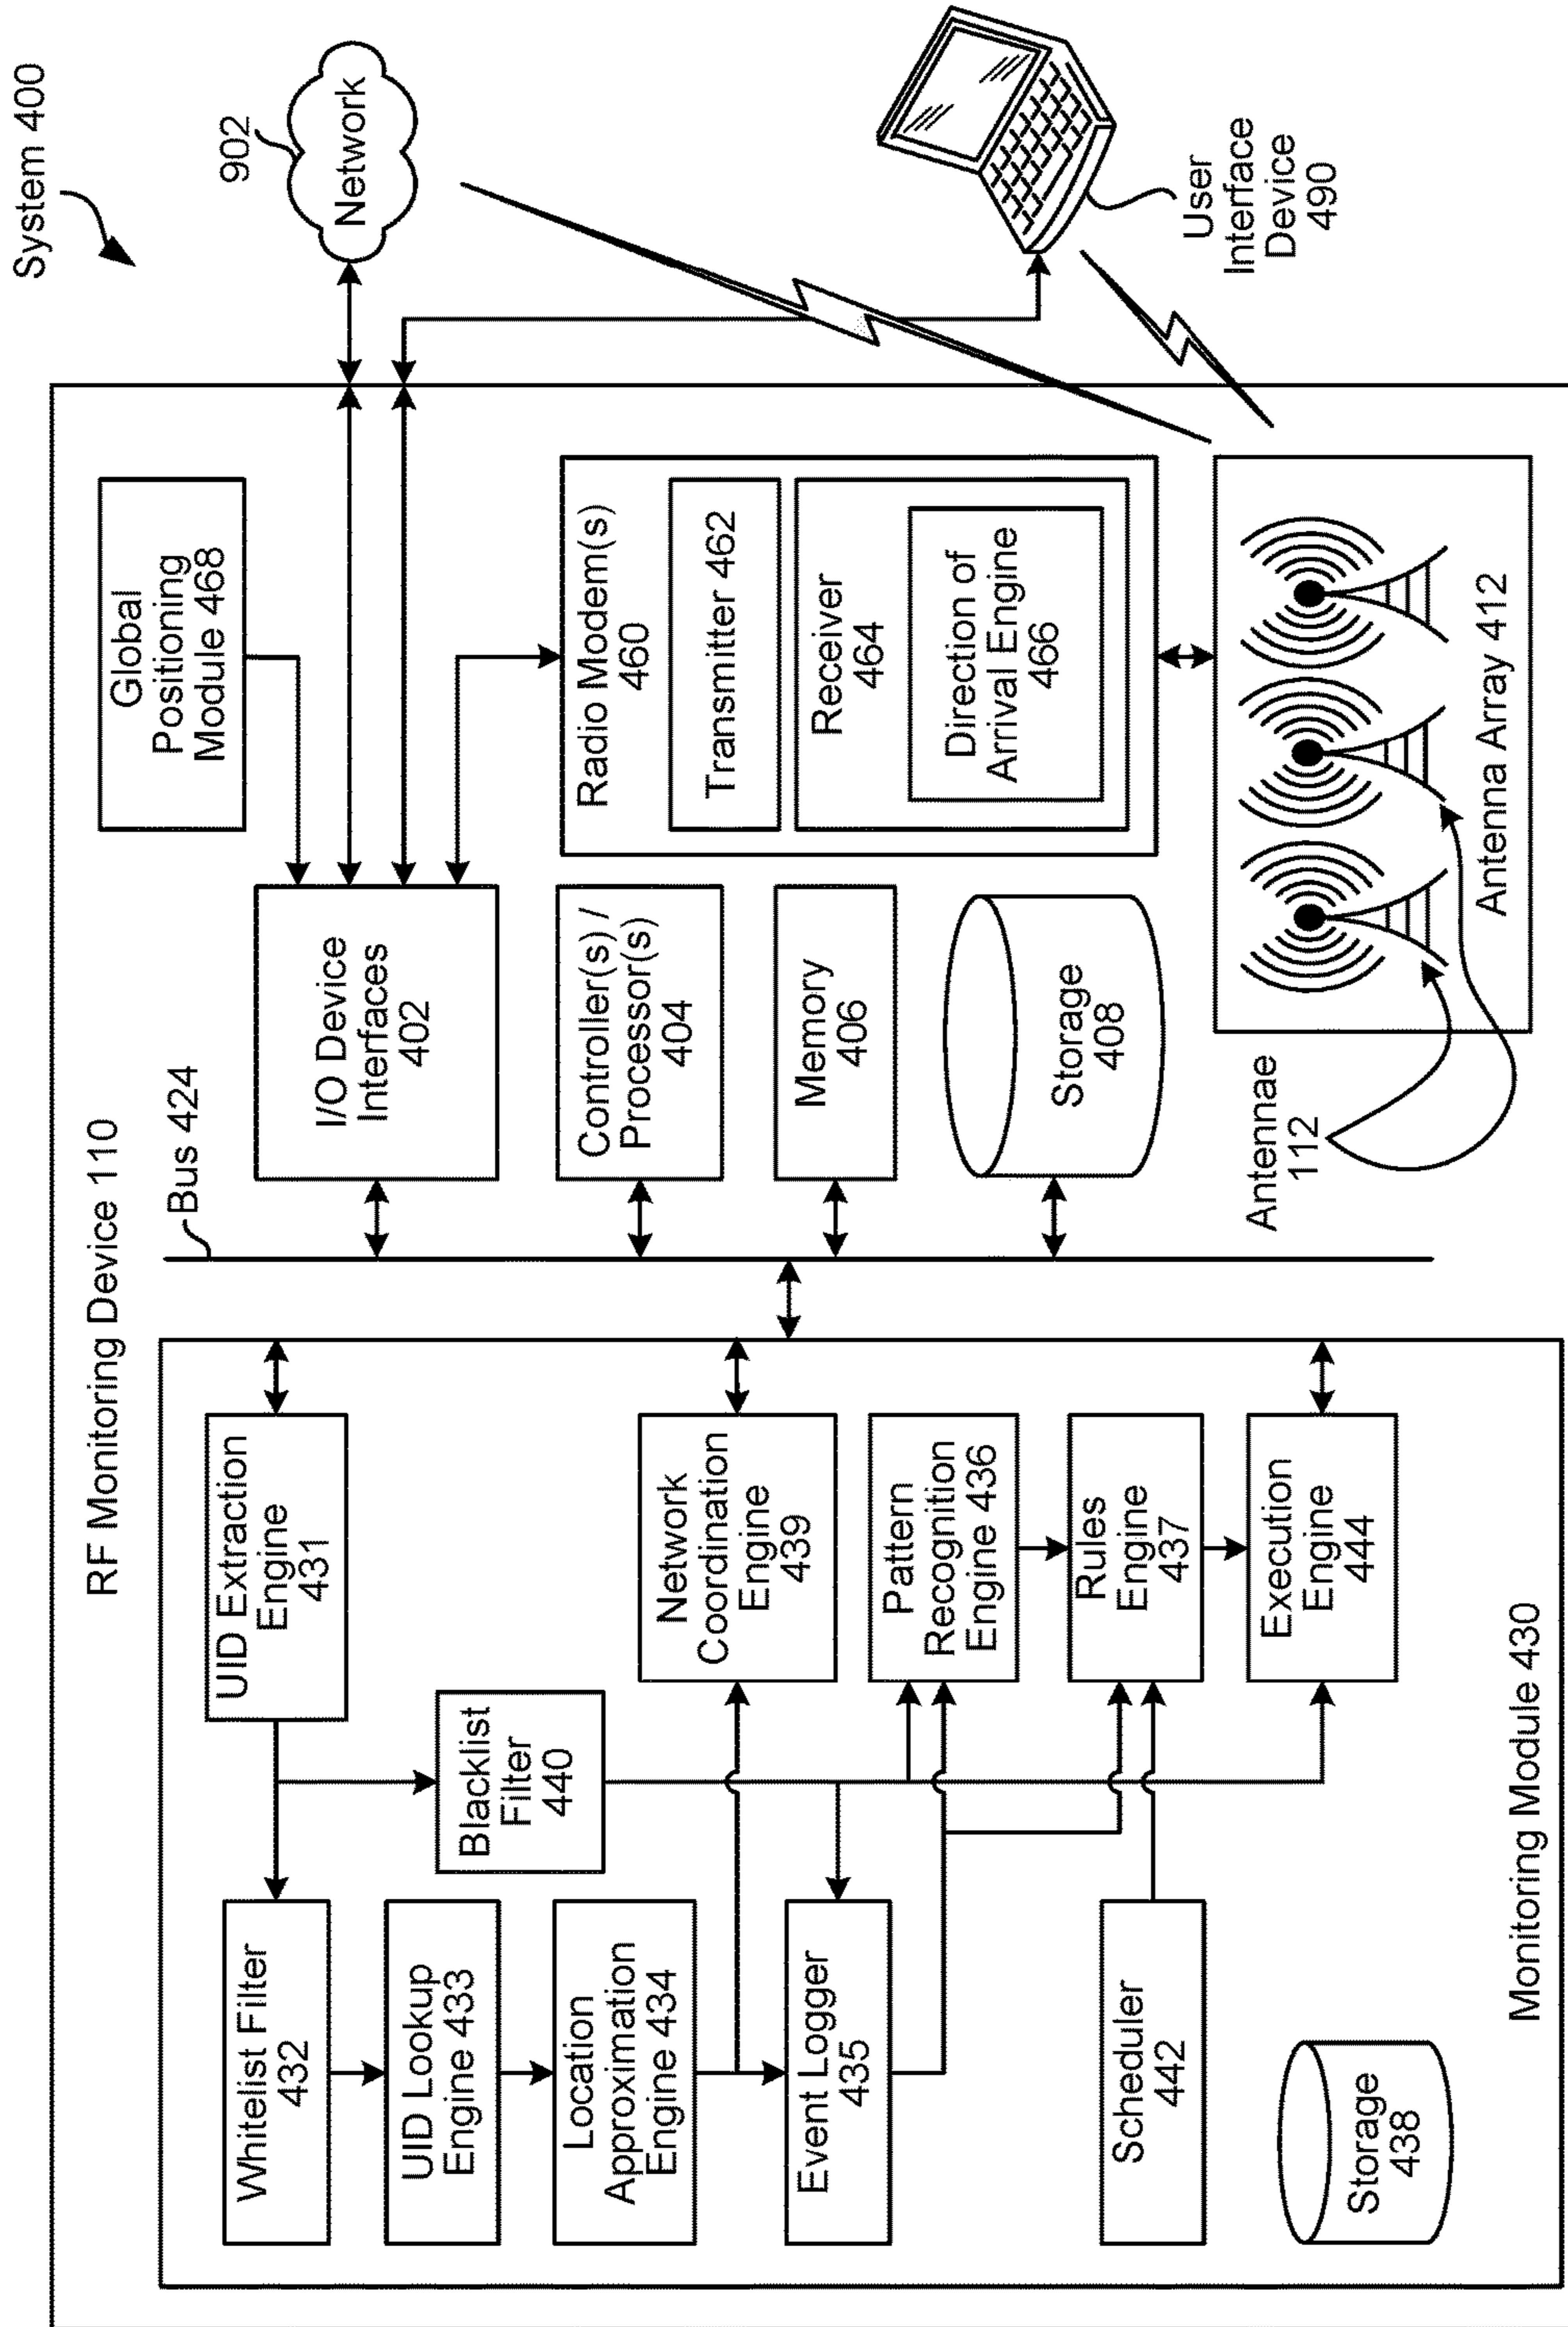 System 400
RF Monitoring Device 110
902
Network
Bus 424
Global
Positioning
Module 468
I/O Device
Interfaces
402
UID Extraction
Engine
431
Whitelist Filter
432
Blacklist
Filter
440
UID Lookup
Engine 433
Location
Approximation
Engine 434
Event Logger
435
Network
Coordination
Engine
439
Pattern
Recognition
Engine 436
Rules
Engine
437
Execution
Engine
444
Scheduler
442
Storage
438
Monitoring Module 430
Controller(s) /
Processor(s)
404
Memory
406
Storage
408
Radio Modem(s)
460
Transmitter 462
Receiver
464
Direction of
Arrival Engine
466
User
Interface
Device
490
Antennae
112
Antenna Array 412